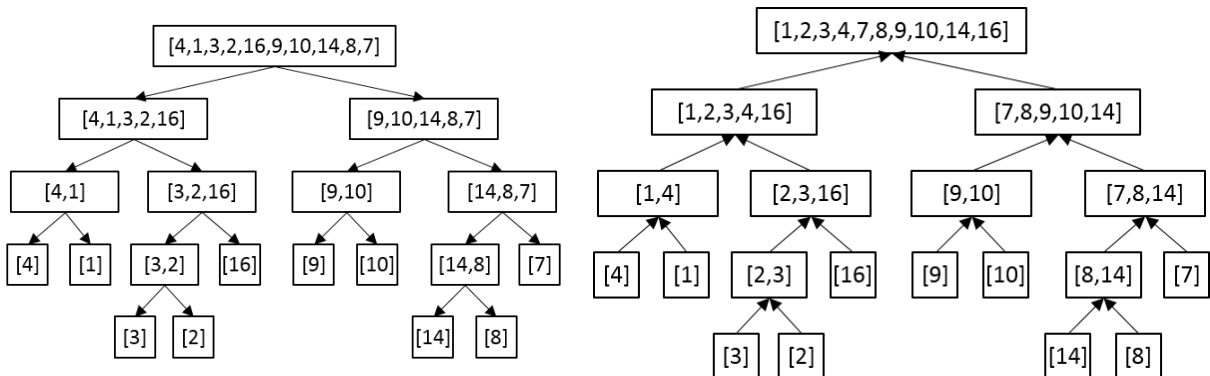 [4,1,3,2,16,9,10,14,8,7]
[4,1,3,2,16] [9,10,14,8,7]
[4,1] [3,2,16] [9,10] [14,8,7]
[4] [1] [3,2] [16] [9] [10] [14,8] [7]
[3] [2] [14] [8]
[1,2,3,4,7,8,9,10,14,16]
[1,2,3,4,16] [7,8,9,10,14]
[1,4] [2,3,16] [9,10] [7,8,14]
[4] [1] [2,3] [16] [9] [10] [8,14] [7]
[3] [2] [14] [8]